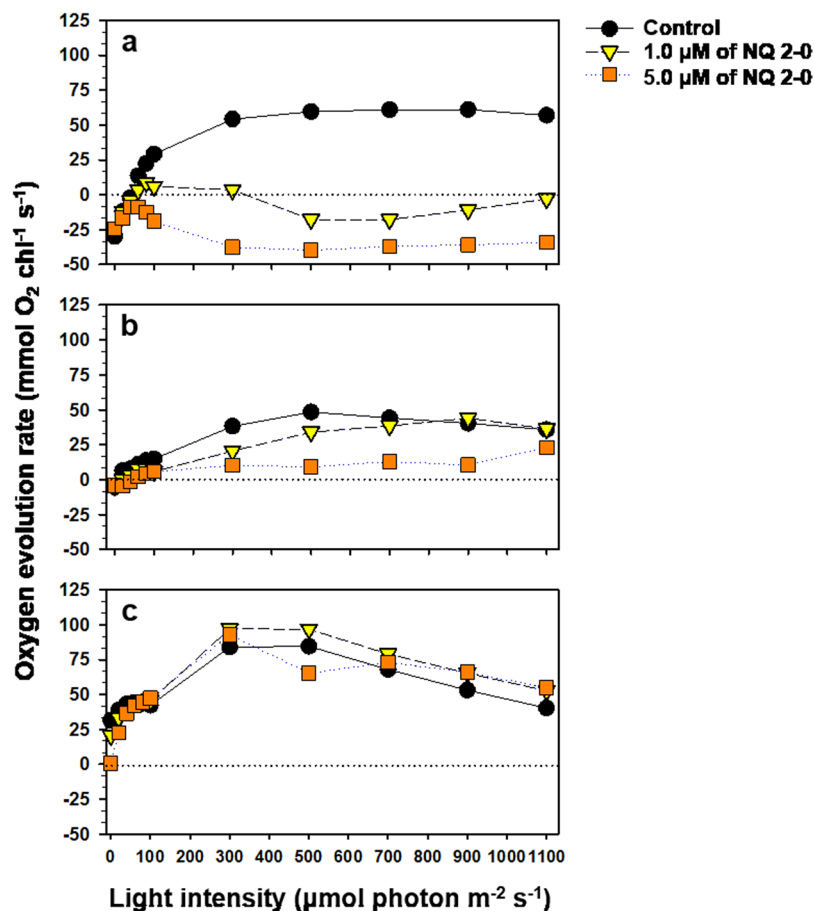 a
Control
1.0 µM of NQ 2-0
5.0 µM of NQ 2-0
125
100
75
50
25
0
-25
-50
b
125
100
75
50
25
0
-25
-50
c
125
100
75
50
25
0
-25
-50
0 100 200 300 400 500 600 700 800 900 1000 1100
Oxygen evolution rate (mmol O₂ chl⁻¹ s⁻¹)
Light intensity (µmol photon m⁻² s⁻¹)